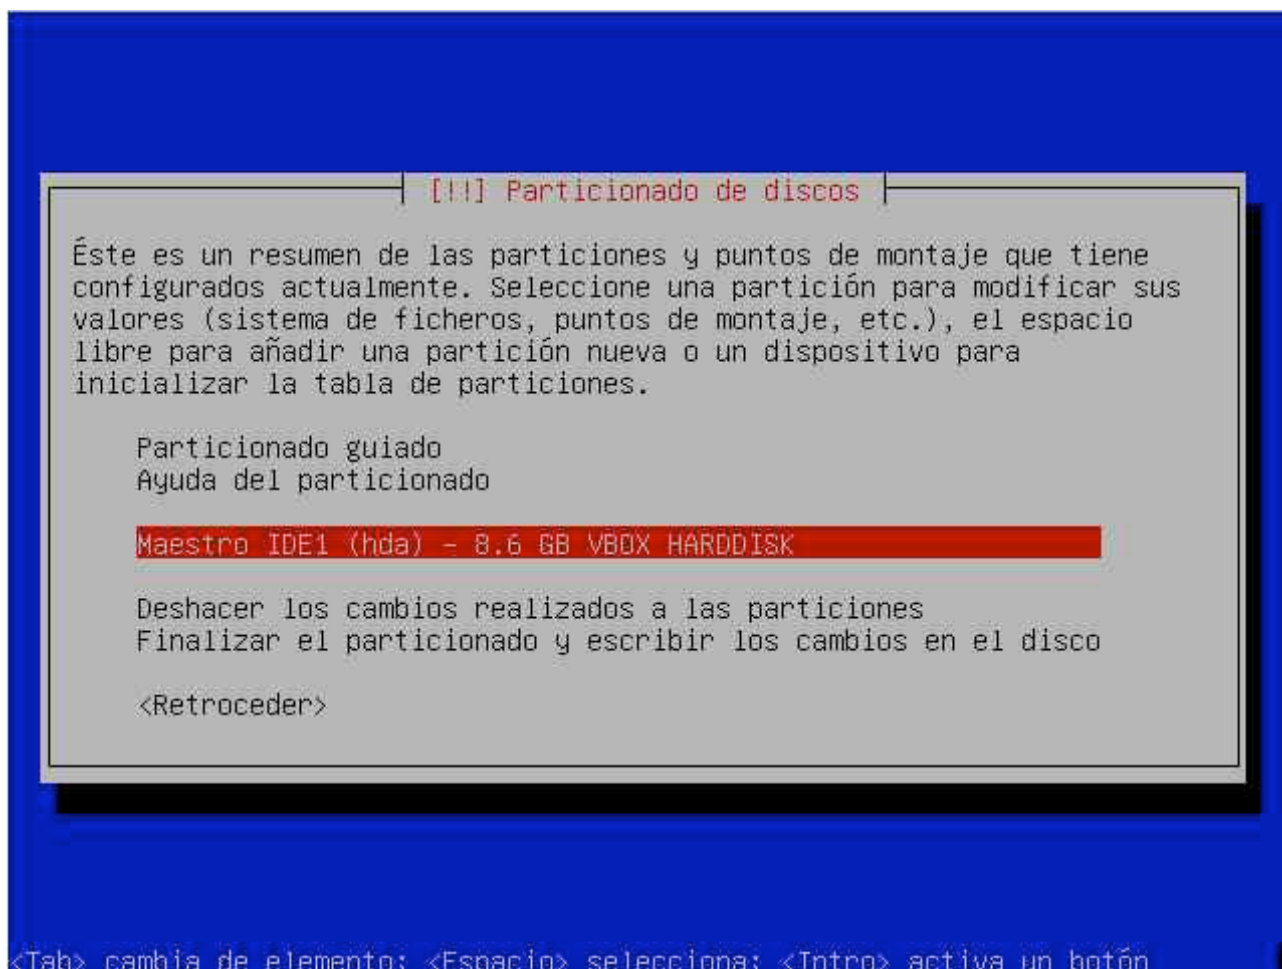 [!!] Particionado de discos
Éste es un resumen de las particiones y puntos de montaje que tiene
configurados actualmente. Seleccione una partición para modificar sus
valores (sistema de ficheros, puntos de montaje, etc.), el espacio
libre para añadir una partición nueva o un dispositivo para
inicializar la tabla de particiones.
Particionado guiado
Ayuda del particionado
Maestro IDE1 (hda) - 8.6 GB VBOX HARDDISK
Deshacer los cambios realizados a las particiones
Finalizar el particionado y escribir los cambios en el disco
<Retroceder>
<Tab> cambia de elemento; <Espacio> selecciona; <Intro> activa un botón